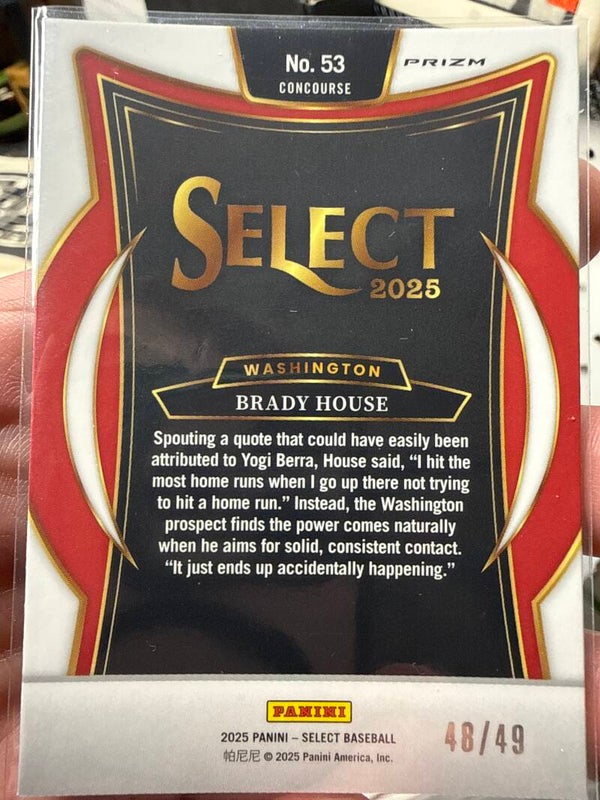 No. 53
CONCOURSE
PRIZM
SELECT
2025
WASHINGTON
BRADY HOUSE
Spouting a quote that could have easily been
attributed to Yogi Berra, House said, “I hit the
most home runs when I go up there not trying
to hit a home run.” Instead, the Washington
prospect finds the power comes naturally
when he aims for solid, consistent contact.
“It just ends up accidentally happening.”
PANINI
2025 PANINI – SELECT BASEBALL
帕尼尼 © 2025 Panini America, Inc.
48/49